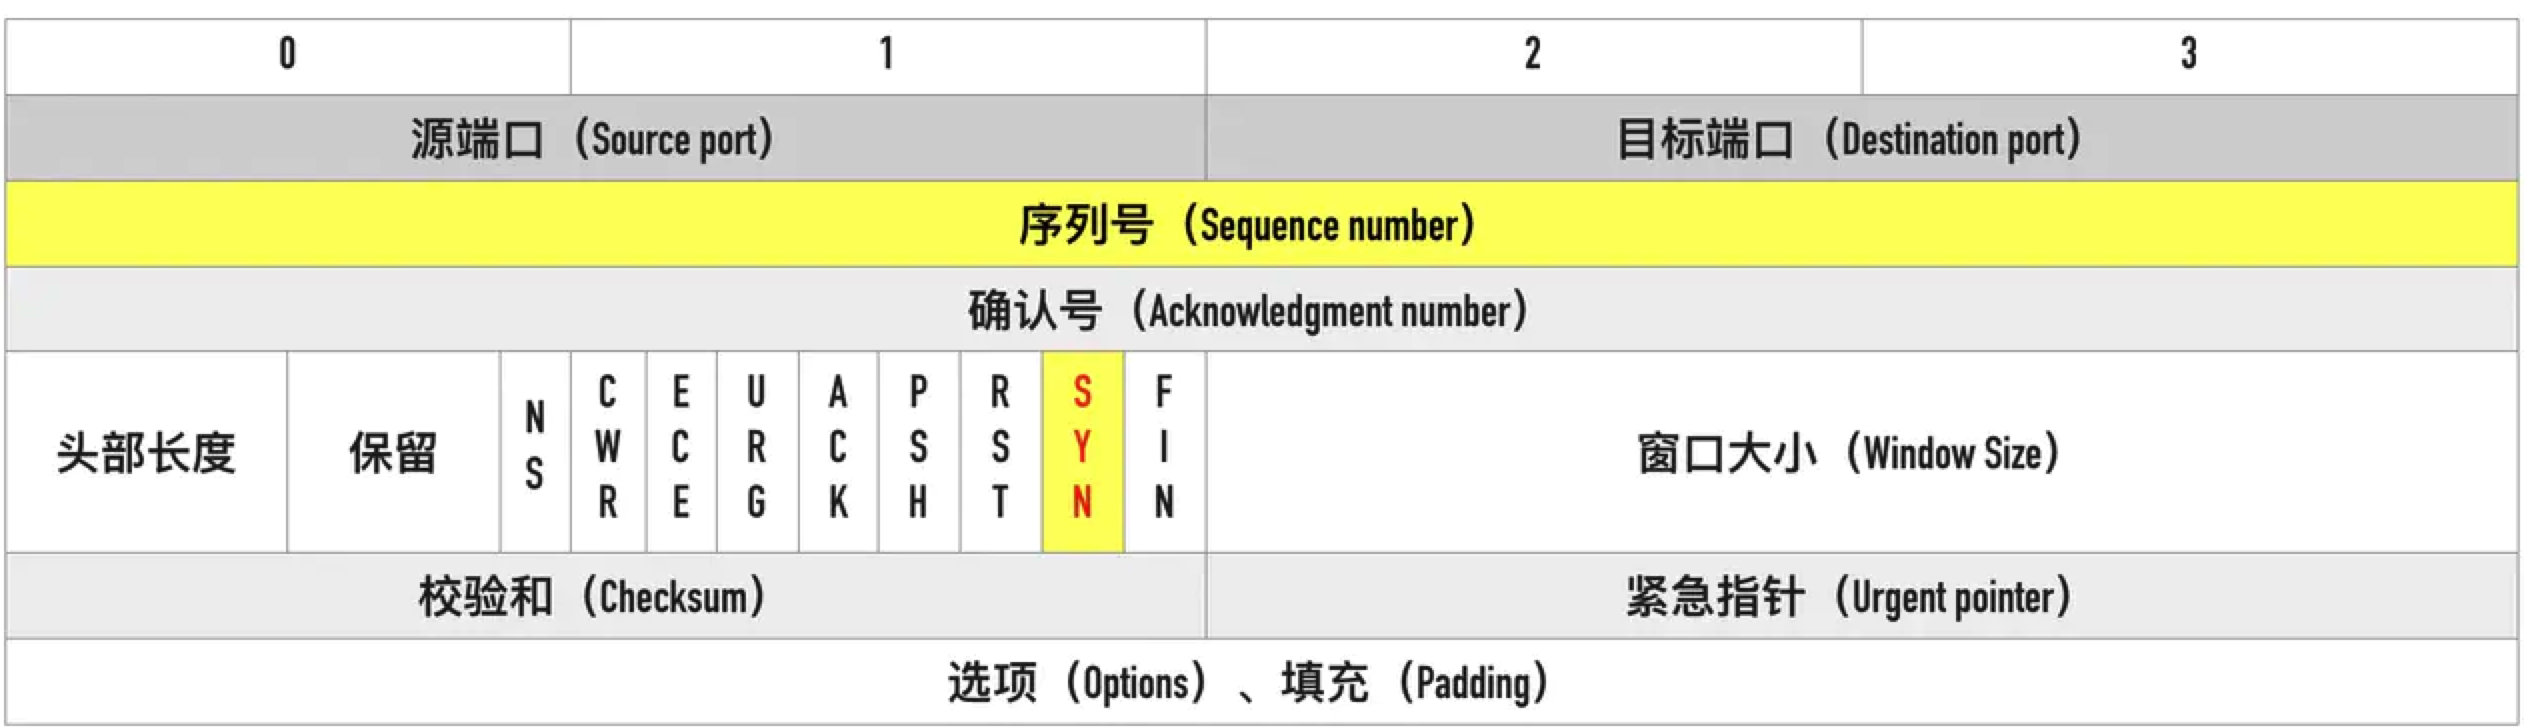 0 1 2 3
源端口（Source port） 目标端口（Destination port）
序列号（Sequence number）
确认号（Acknowledgment number）
头部长度 保留 NS CWR ECE URG ACK PSH RST SYN FIN 窗口大小（Window Size）
校验和（Checksum） 紧急指针（Urgent pointer）
选项（Options）、填充（Padding）